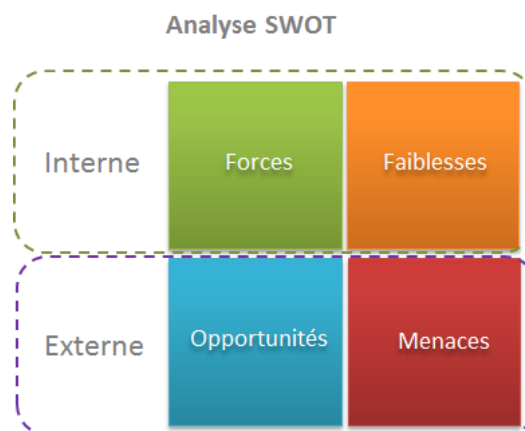 Analyse SWOT
Interne
Forces
Faiblesses
Externe
Opportunités
Menaces